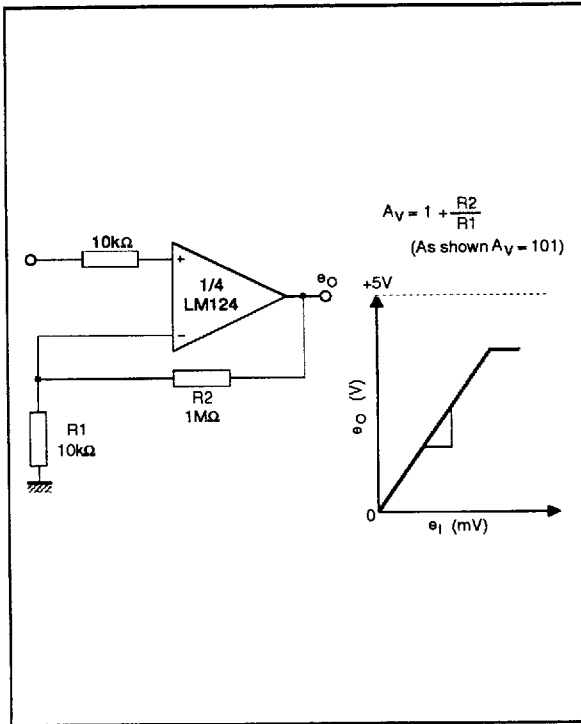 10kΩ
+
1/4
LM124
−
e_O
R2
1MΩ
R1
10kΩ
A_V = 1 + R2/R1
(As shown A_V = 101)
+5V
e_O (V)
0
e_I (mV)